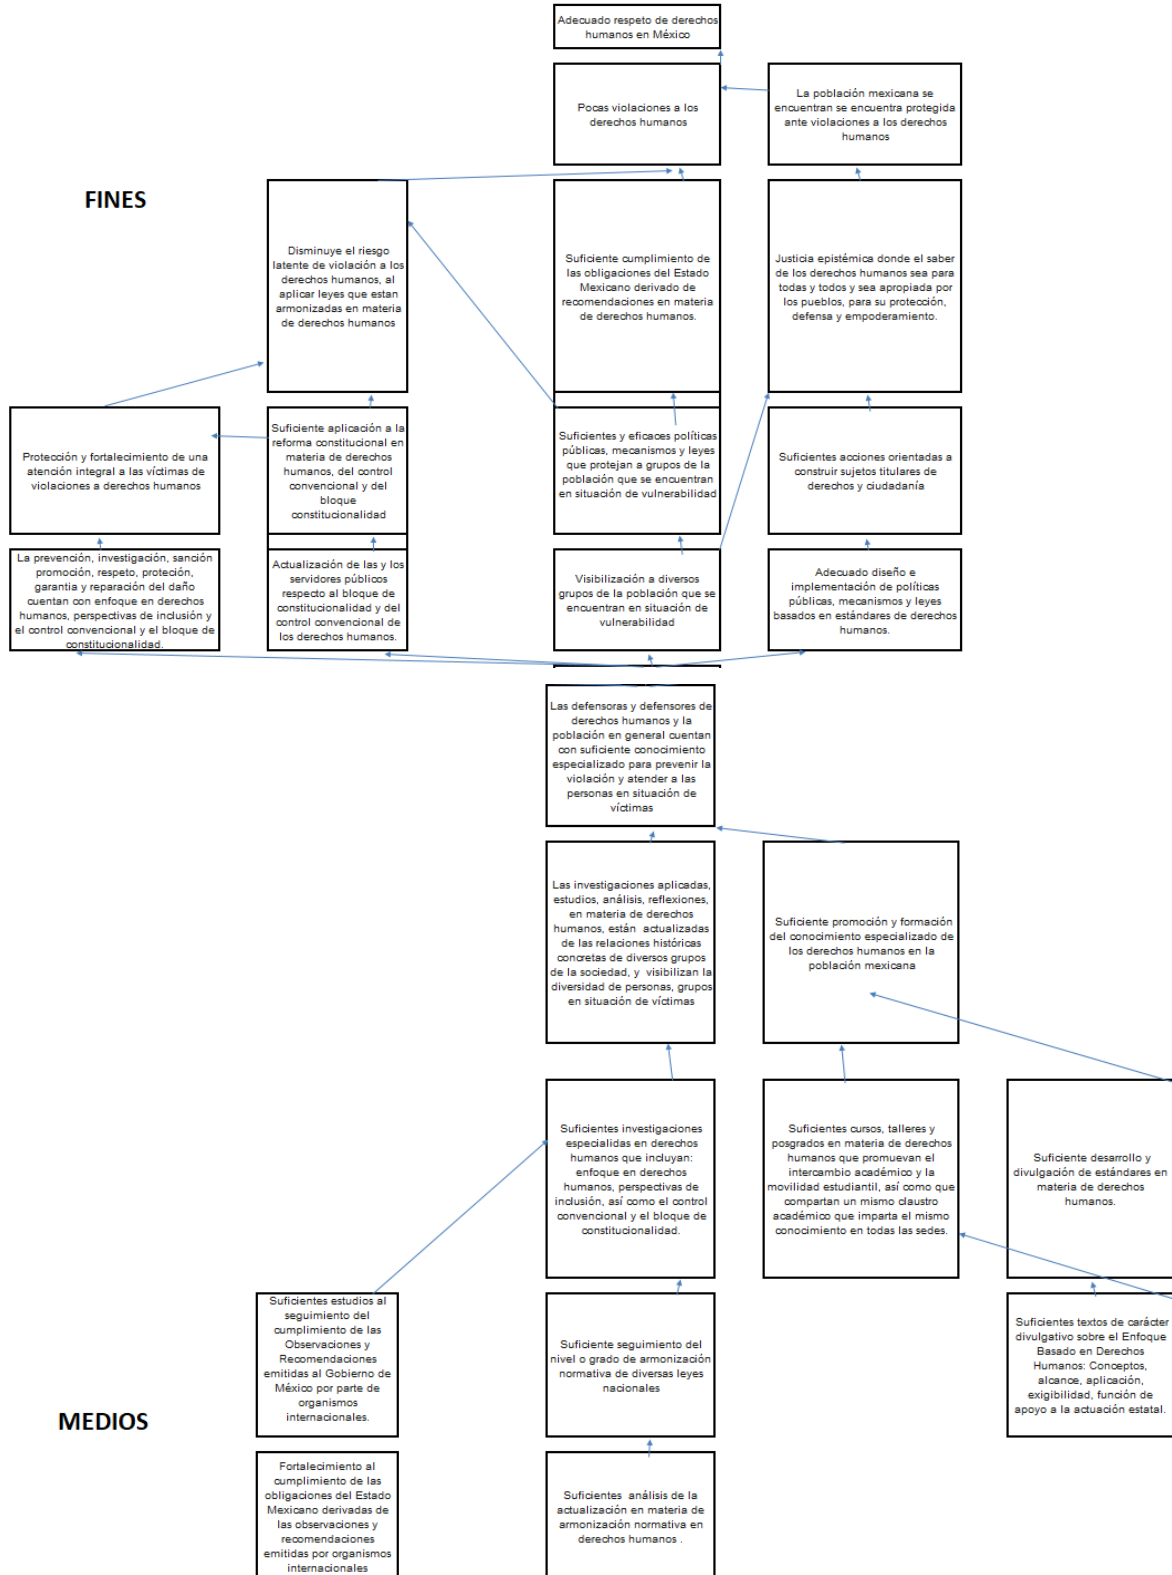 Adecuado respeto de derechos
humanos en México
Pocas violaciones a los
derechos humanos
La población mexicana se
encuentran se encuentra protegida
ante violaciones a los derechos
humanos
FINES
Disminuye el riesgo
latente de violación a los
derechos humanos, al
aplicar leyes que estan
armonizadas en materia
de derechos humanos
Suficiente cumplimiento de
las obligaciones del Estado
Mexicano derivado de
recomendaciones en materia
de derechos humanos.
Justicia epistémica donde el saber
de los derechos humanos sea para
todas y todos y sea apropiada por
los pueblos, para su protección,
defensa y empoderamiento.
Protección y fortalecimiento de una
atención integral a las víctimas de
violaciones a derechos humanos
Suficiente aplicación a la
reforma constitucional en
materia de derechos
humanos, del control
convencional y del
bloque
constitucionalidad
Suficientes y eficaces políticas
públicas, mecanismos y leyes
que protejan a grupos de la
población que se encuentran
en situación de vulnerabilidad
Suficientes acciones orientadas a
construir sujetos titulares de
derechos y ciudadanía
La prevención, investigación, sanción
promoción, respeto, proteción,
garantia y reparación del daño
cuentan con enfoque en derechos
humanos, perspectivas de inclusión y
el control convencional y el bloque de
constitucionalidad.
Actualización de las y los
servidores públicos
respecto al bloque de
constitucionalidad y del
control convencional de
los derechos humanos.
Visibilización a diversos
grupos de la población que se
encuentran en situación de
vulnerabilidad
Adecuado diseño e
implementación de políticas
públicas, mecanismos y leyes
basados en estándares de derechos
humanos.
Las defensoras y defensores de
derechos humanos y la
población en general cuentan
con suficiente conocimiento
especializado para prevenir la
violación y atender a las
personas en situación de
víctimas
Las investigaciones aplicadas,
estudios, análisis, reflexiones,
en materia de derechos
humanos, están actualizadas
de las relaciones históricas
concretas de diversos grupos
de la sociedad, y visibilizan la
diversidad de personas, grupos
en situación de víctimas
Suficiente promoción y formación
del conocimiento especializado de
los derechos humanos en la
población mexicana
Suficientes investigaciones
especialidas en derechos
humanos que incluyan:
enfoque en derechos
humanos, perspectivas de
inclusión, así como el control
convencional y el bloque de
constitucionalidad.
Suficientes cursos, talleres y
posgrados en materia de derechos
humanos que promuevan el
intercambio académico y la
movilidad estudiantil, así como que
compartan un mismo claustro
académico que imparta el mismo
conocimiento en todas las sedes.
Suficiente desarrollo y
divulgación de estándares en
materia de derechos
humanos.
Suficientes estudios al
seguimiento del
cumplimiento de las
Observaciones y
Recomendaciones
emitidas al Gobierno de
México por parte de
organismos
internacionales.
Suficiente seguimiento del
nivel o grado de armonización
normativa de diversas leyes
nacionales
Suficientes textos de carácter
divulgativo sobre el Enfoque
Basado en Derechos
Humanos: Conceptos,
alcance, aplicación,
exigibilidad, función de
apoyo a la actuación estatal.
MEDIOS
Fortalecimiento al
cumplimiento de las
obligaciones del Estado
Mexicano derivadas de
las observaciones y
recomendaciones
emitidas por organismos
internacionales
Suficientes análisis de la
actualización en materia de
armonización normativa en
derechos humanos .